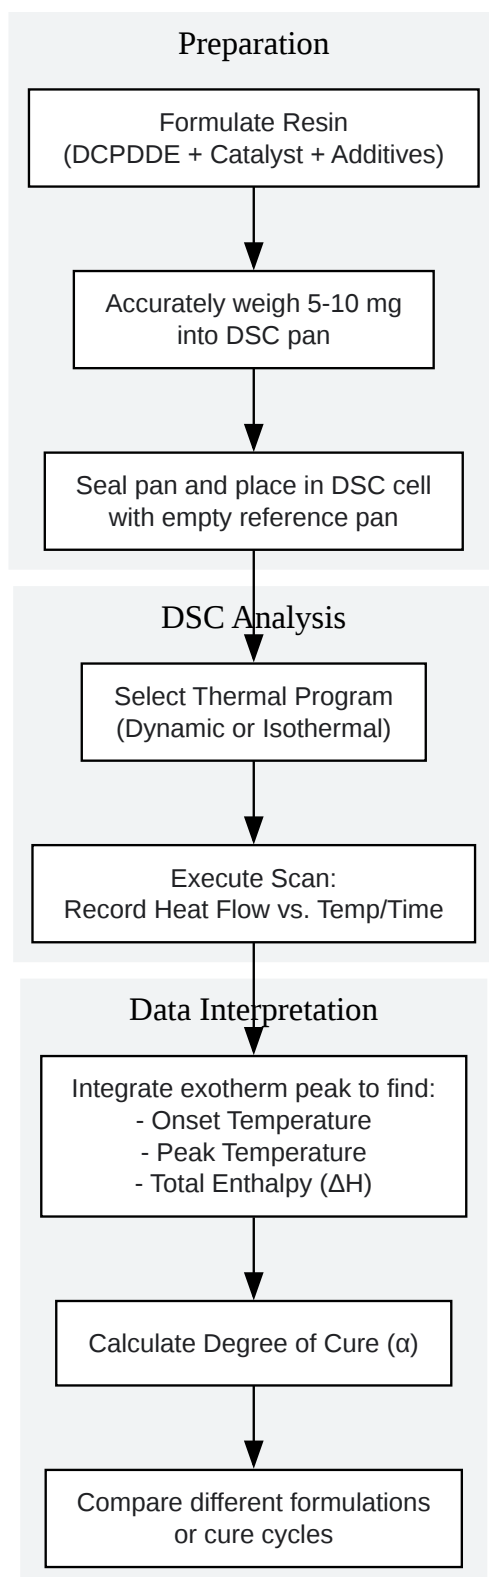 Preparation
Formulate Resin
(DCPDDE + Catalyst + Additives)
Accurately weigh 5-10 mg
into DSC pan
Seal pan and place in DSC cell
with empty reference pan
DSC Analysis
Select Thermal Program
(Dynamic or Isothermal)
Execute Scan:
Record Heat Flow vs. Temp/Time
Data Interpretation
Integrate exotherm peak to find:
- Onset Temperature
- Peak Temperature
- Total Enthalpy (ΔH)
Calculate Degree of Cure (α)
Compare different formulations
or cure cycles